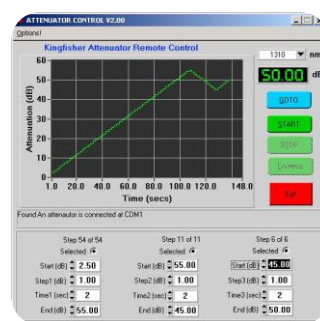 ATTENUATOR CONTROL V2.00
Options!
Kingfisher Attenuator Remote Control
1310 nm
50.00 dB
GOTO
START
STOP
Continue
Exit
Attenuation (dB)
60
50
40
30
20
10
0
1.0 20.0 40.0 60.0 80.0 100.0 120.0 148.0
Time (secs)
Found An attenuator is connected at COM1
Step 54 of 54 Step 11 of 11 Step 6 of 6
Selected Selected Selected
Start (dB) 2.50 Start (dB) 55.00 Start (dB) 45.00
Step1 (dB) 1.00 Step2 (dB) 1.00 Step3 (dB) 1.00
Time1 (sec) 2 Time2 (sec) 2 Time3 (sec) 2
End (dB) 55.00 End (dB) 45.00 End (dB) 50.00